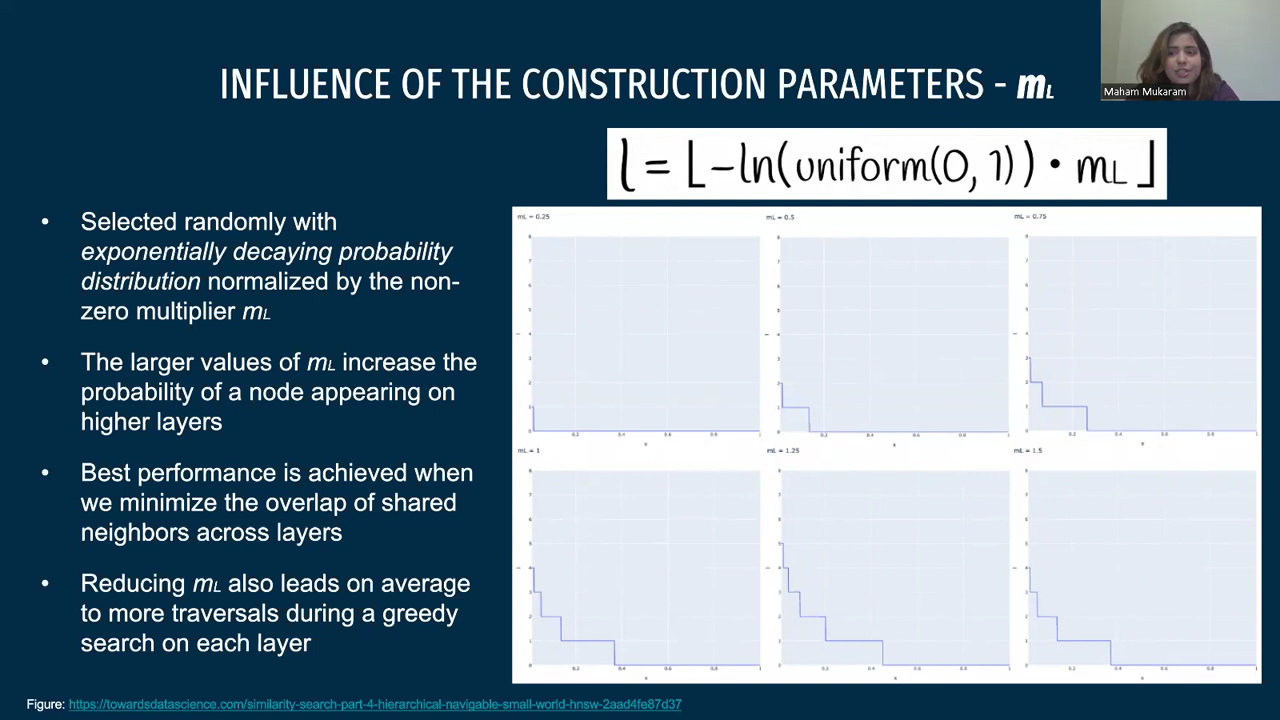 INFLUENCE OF THE CONSTRUCTION PARAMETERS - mL
Maham Mukaram
l = ⌊-ln(uniform(0, 1)) • mL⌋
• Selected randomly with
exponentially decaying probability
distribution normalized by the non-
zero multiplier mL
• The larger values of mL increase the
probability of a node appearing on
higher layers
• Best performance is achieved when
we minimize the overlap of shared
neighbors across layers
• Reducing mL also leads on average
to more traversals during a greedy
search on each layer
mL = 0.25
mL = 0.5
mL = 0.75
mL = 1
mL = 1.25
mL = 1.5
Figure: https://towardsdatascience.com/similarity-search-part-4-hierarchical-navigable-small-world-hnsw-2aad4fe87d37